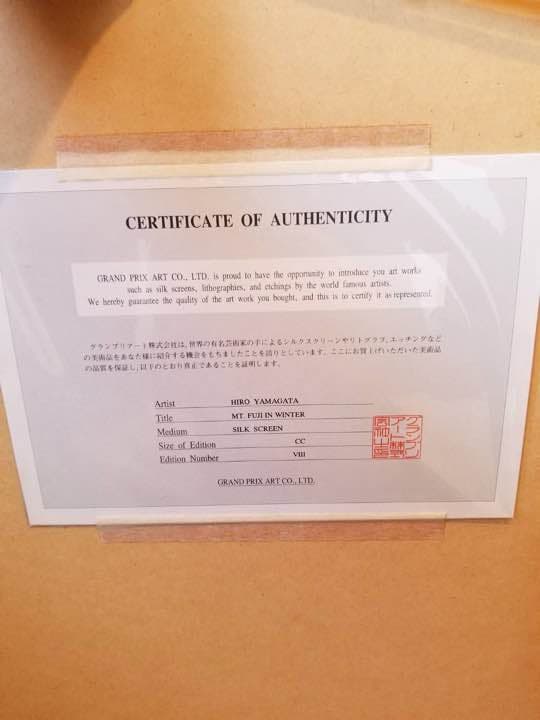 CERTIFICATE OF AUTHENTICITY
GRAND PRIX ART CO., LTD. is proud to have the opportunity to introduce you art works
such as silk screens, lithographies, and etchings by the world famous artists.
We hereby guarantee the quality of the art work you bought, and this is to certify it as represented.
グランプリアート株式会社は、世界の有名芸術家の手によるシルクスクリーンやリトグラフ、エッチングなど
の美術品をあなた様に紹介する機会をもちましたことを誇りとしています。ここにお買上げいただいた美術品
の品質を保証し、以下のとおり真正であることを証明します。
Artist HIRO YAMAGATA
Title MT. FUJI IN WINTER
Medium SILK SCREEN
Size of Edition CC
Edition Number VIII
GRAND PRIX ART CO., LTD.